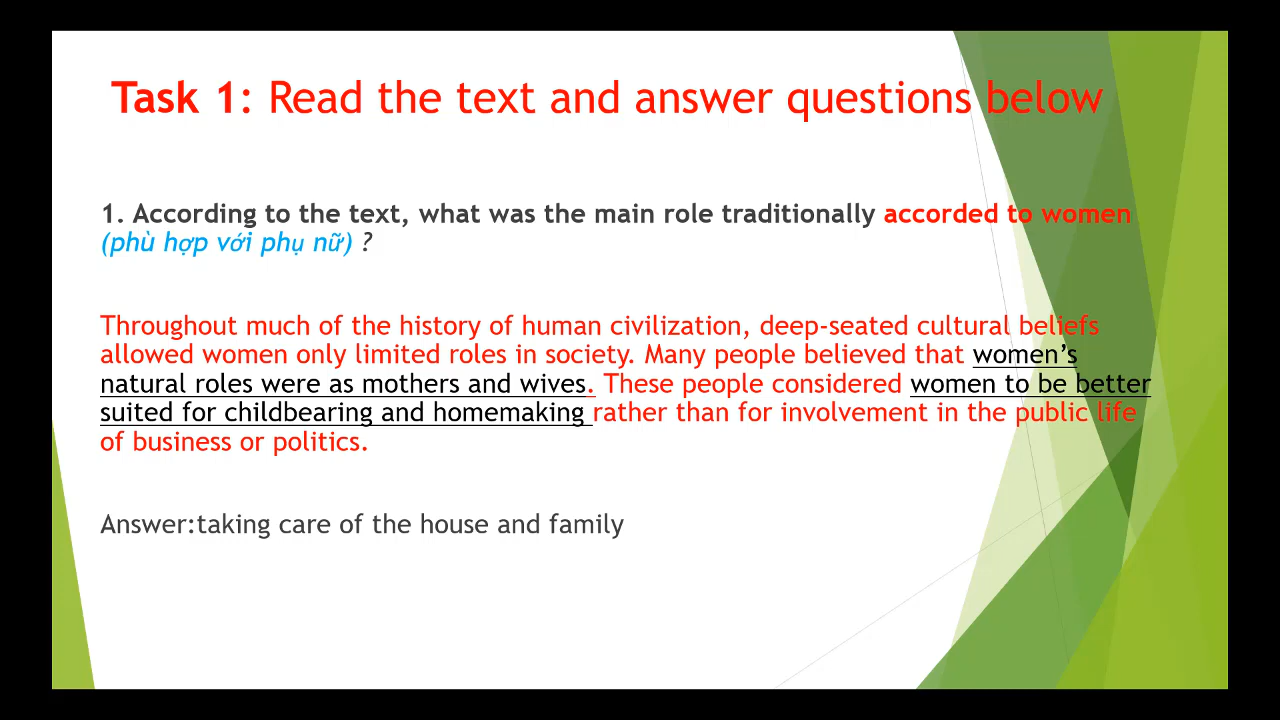 Task 1: Read the text and answer questions below
1. According to the text, what was the main role traditionally accorded to women
(phù hợp với phụ nữ) ?
Throughout much of the history of human civilization, deep-seated cultural beliefs
allowed women only limited roles in society. Many people believed that women’s
natural roles were as mothers and wives. These people considered women to be better
suited for childbearing and homemaking rather than for involvement in the public life
of business or politics.
Answer:taking care of the house and family